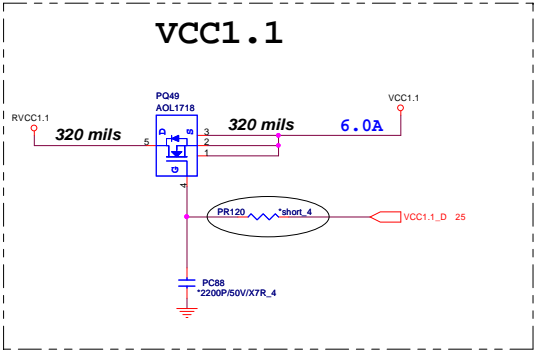 VCC1.1
PQ49
AOL1718
VCC1.1
RVCC1.1
320 mils
320 mils
6.0A
D
S
G
5
3
2
1
4
PR120
*short_4
VCC1.1_D 25
PC88
*2200P/50V/X7R_4